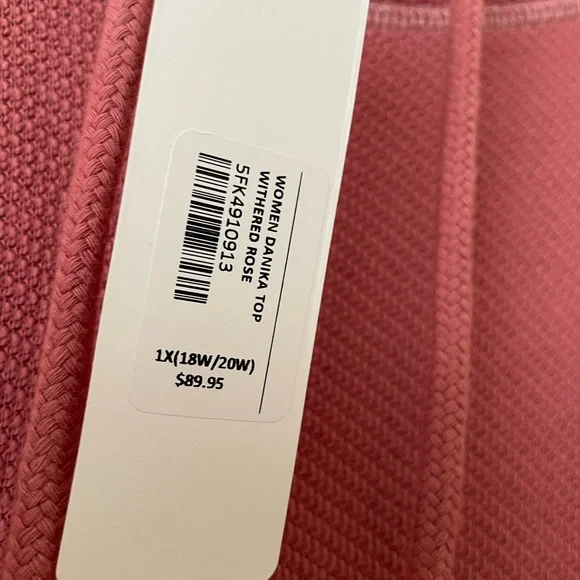 WOMEN DANIKA TOP
WITHERED ROSE
5FK4910913
1X(18W/20W)
$89.95